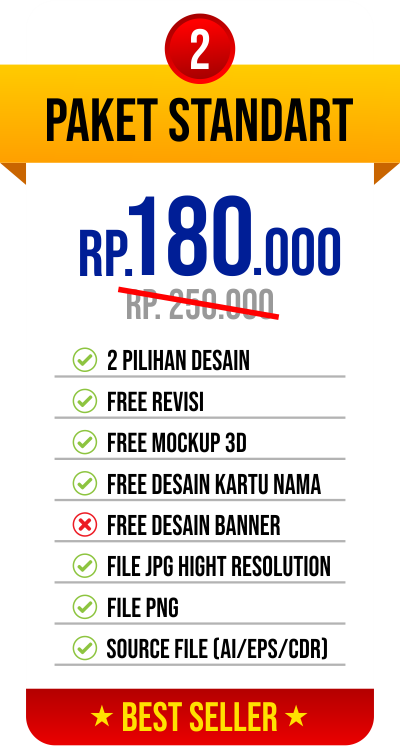 2
PAKET STANDART
RP.180.000
RP. 250.000
2 PILIHAN DESAIN
FREE REVISI
FREE MOCKUP 3D
FREE DESAIN KARTU NAMA
FREE DESAIN BANNER
FILE JPG HIGHT RESOLUTION
FILE PNG
SOURCE FILE (AI/EPS/CDR)
★ BEST SELLER ★